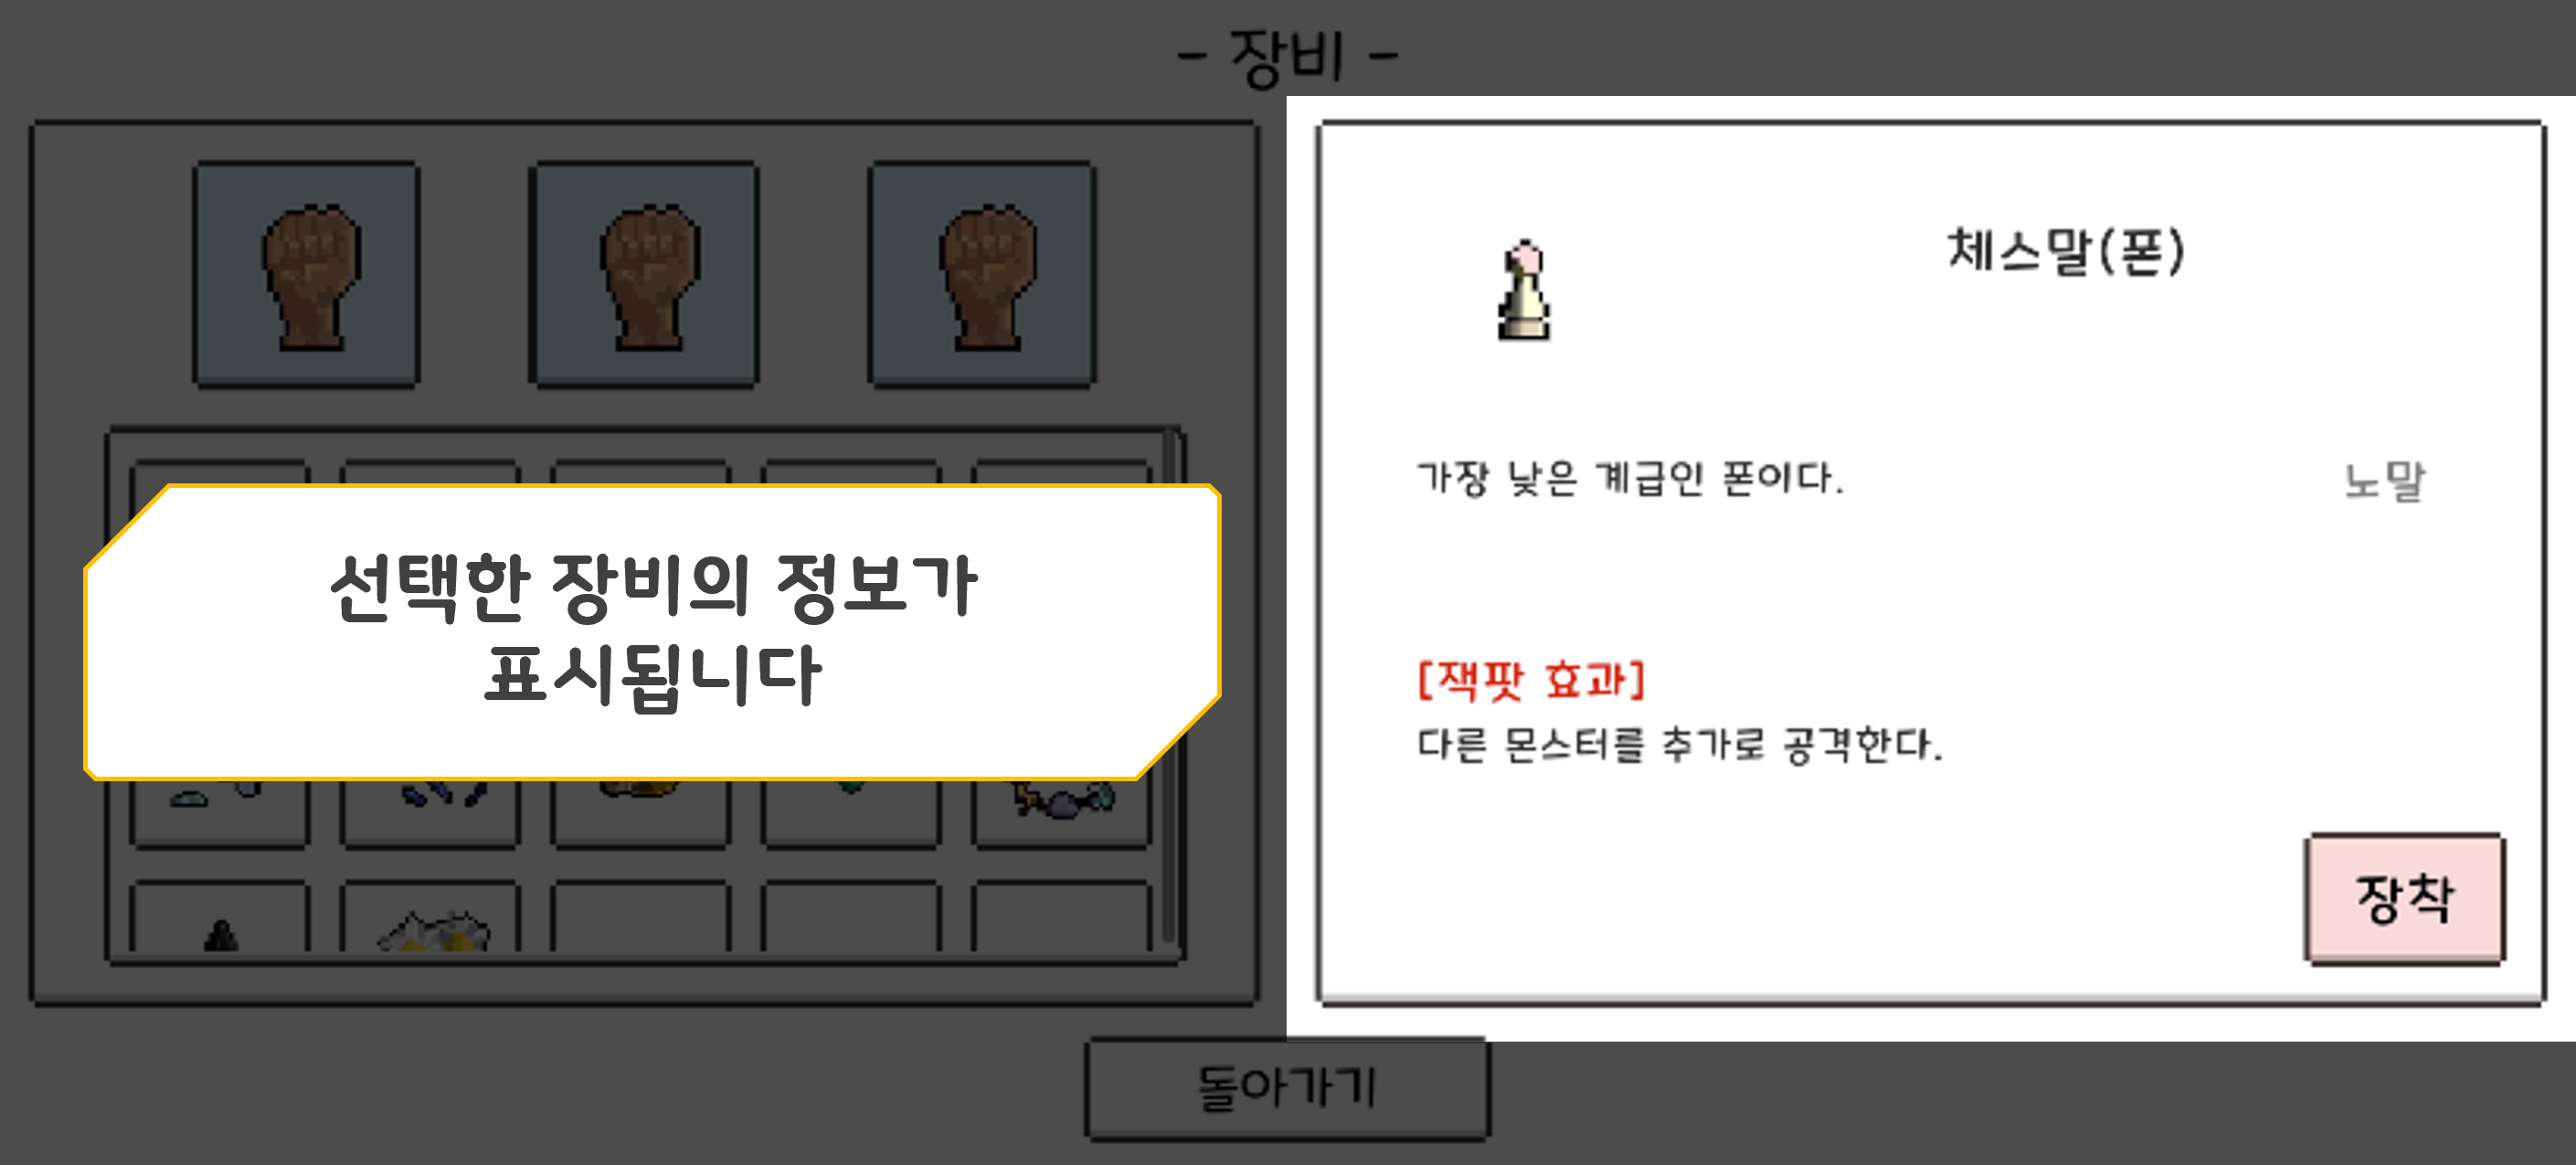 - 장비 -
체스말(폰)
가장 낮은 계급인 폰이다.
노말
선택한 장비의 정보가
표시됩니다
[잭팟 효과]
다른 몬스터를 추가로 공격한다.
장착
돌아가기